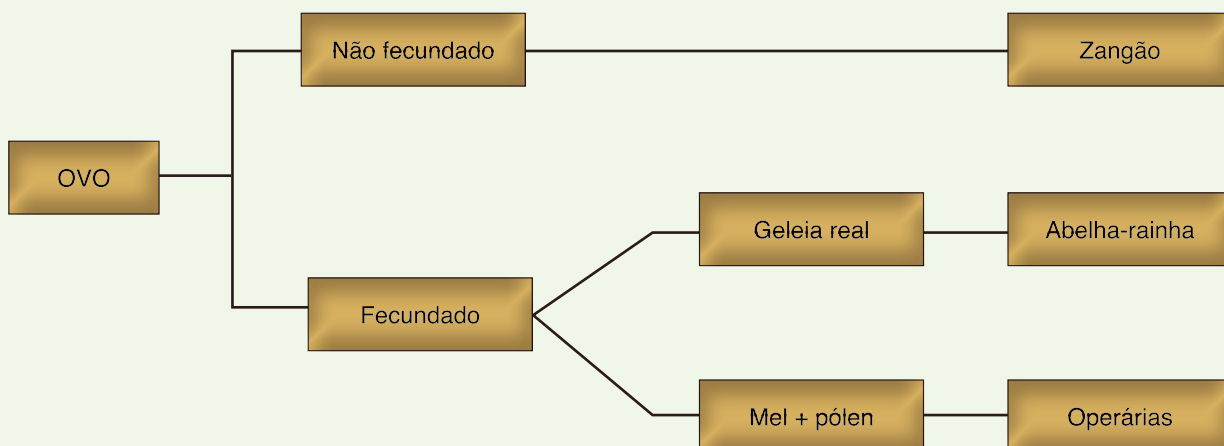 Não fecundado
Zangão
OVO
Geleia real
Abelha-rainha
Fecundado
Mel + pólen
Operárias